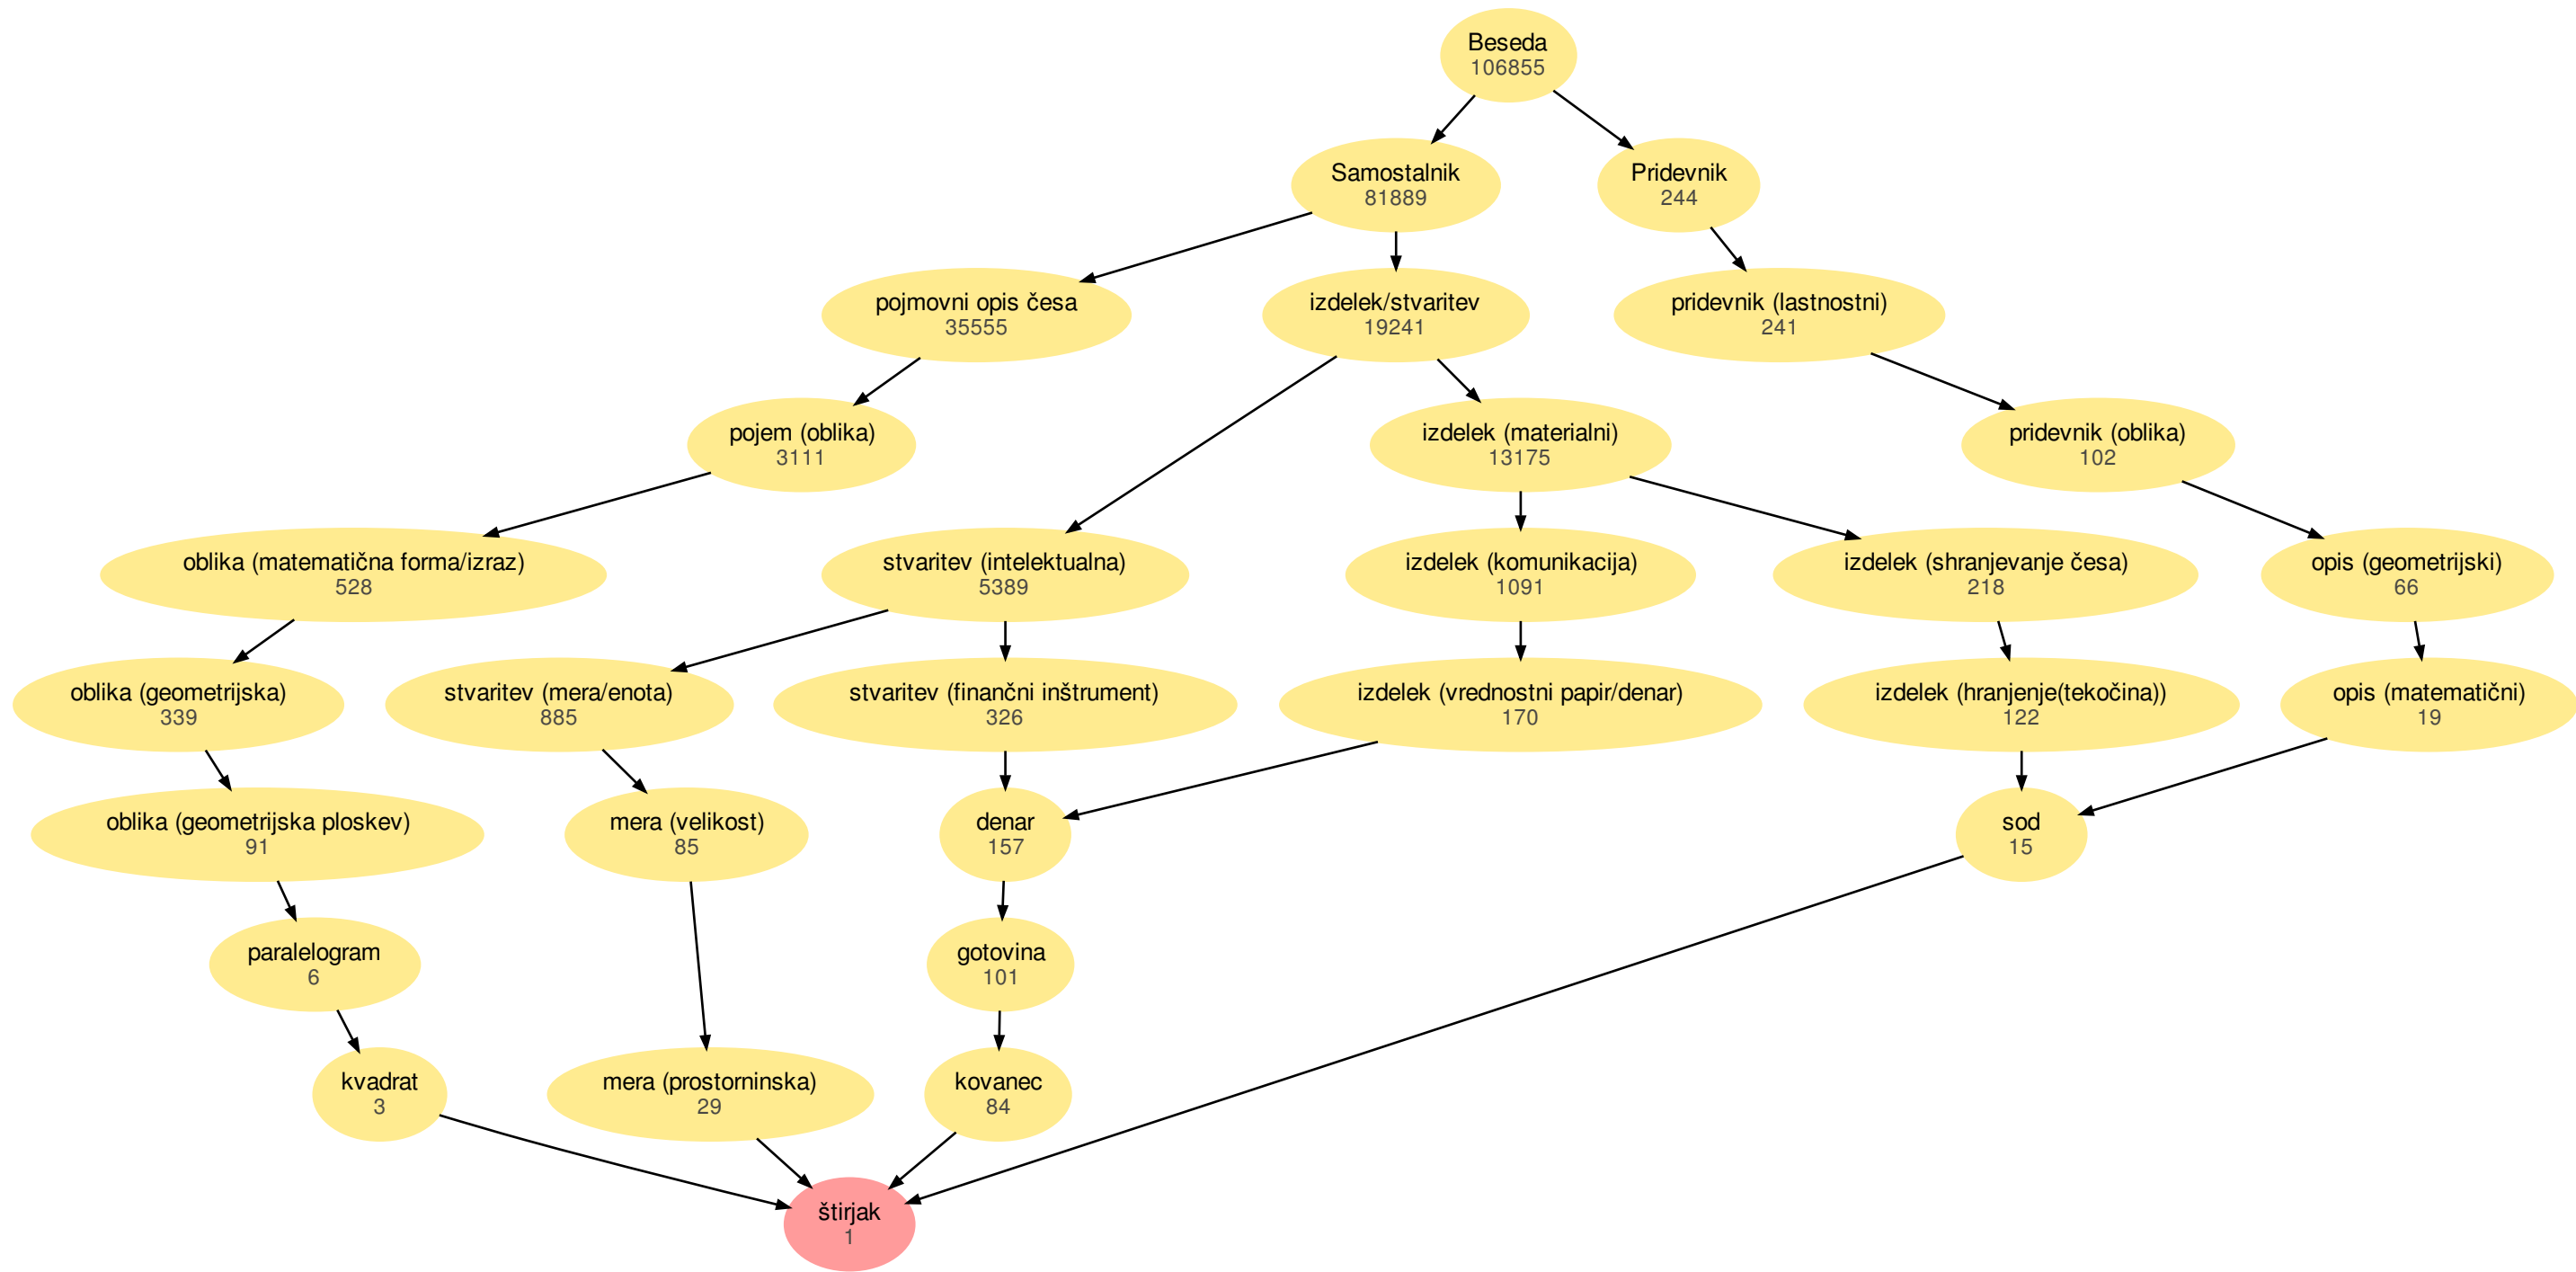 Beseda
106855
Samostalnik
81889
Pridevnik
244
pojmovni opis česa
35555
izdelek/stvaritev
19241
pridevnik (lastnostni)
241
pojem (oblika)
3111
izdelek (materialni)
13175
pridevnik (oblika)
102
oblika (matematična forma/izraz)
528
stvaritev (intelektualna)
5389
izdelek (komunikacija)
1091
izdelek (shranjevanje česa)
218
opis (geometrijski)
66
oblika (geometrijska)
339
stvaritev (mera/enota)
885
stvaritev (finančni inštrument)
326
izdelek (vrednostni papir/denar)
170
izdelek (hranjenje(tekočina))
122
opis (matematični)
19
oblika (geometrijska ploskev)
91
mera (velikost)
85
denar
157
sod
15
paralelogram
6
gotovina
101
kvadrat
3
mera (prostorninska)
29
kovanec
84
štirjak
1